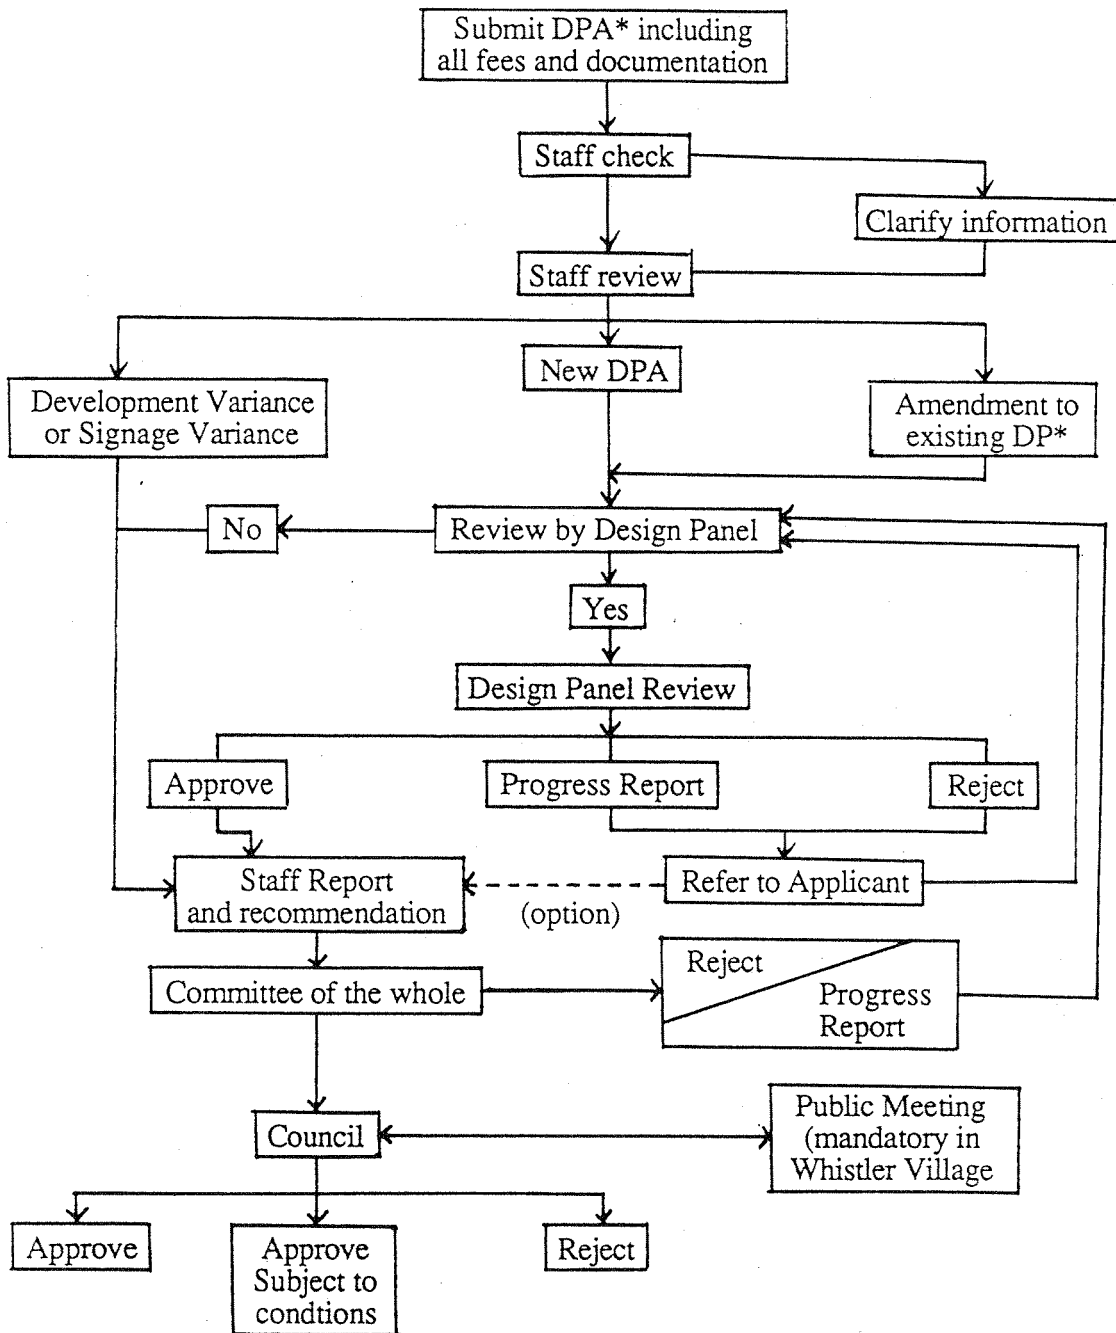 Submit DPA* including
all fees and documentation
Staff check
Clarify information
Staff review
New DPA
Development Variance
or Signage Variance
Amendment to
existing DP*
No
Review by Design Panel
Yes
Design Panel Review
Approve
Progress Report
Reject
Staff Report
and recommendation
(option)
Refer to Applicant
Committee of the whole
Reject
Progress
Report
Council
Public Meeting
(mandatory in
Whistler Village
Approve
Approve
Subject to
condtions
Reject